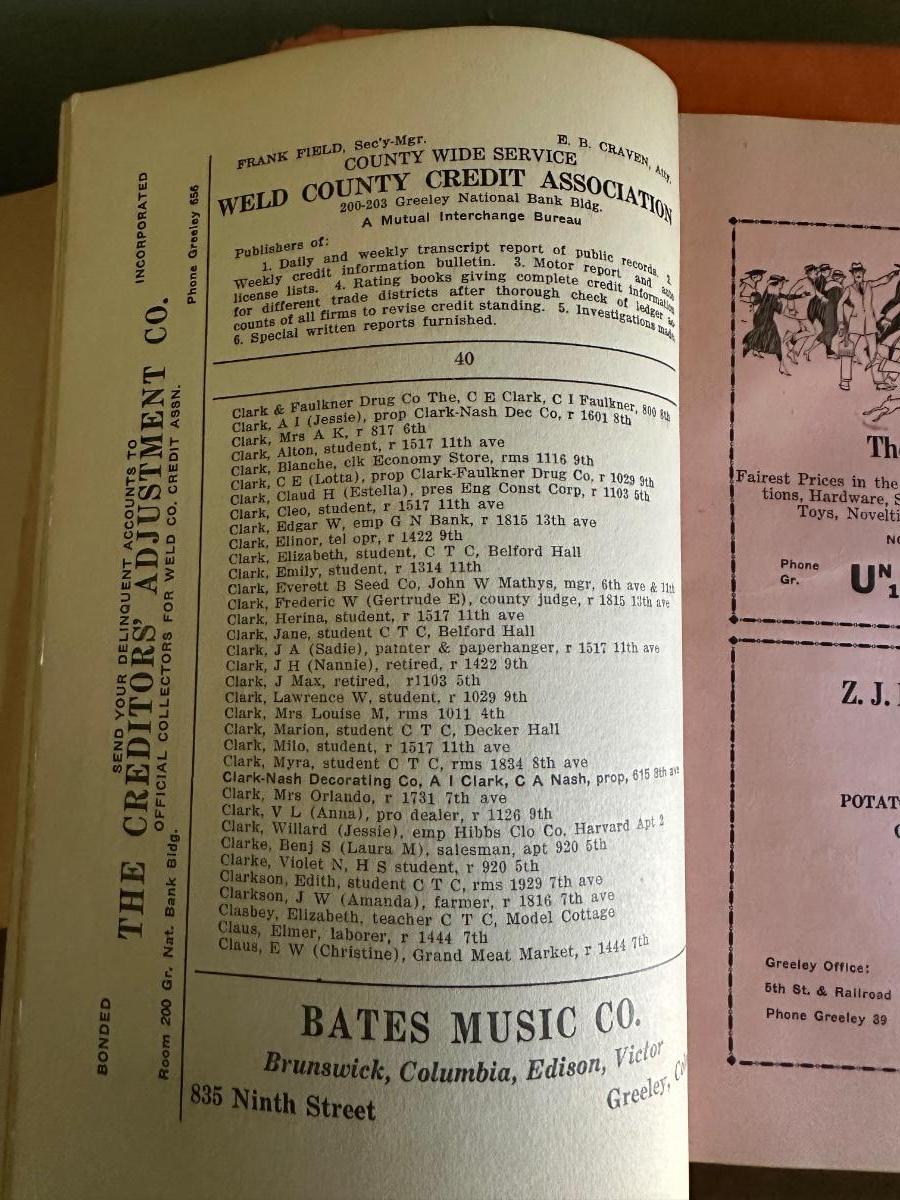 FRANK FIELD, Sec'y-Mgr. E. B. CRAVEN, Atty.
COUNTY WIDE SERVICE
WELD COUNTY CREDIT ASSOCIATION
200-203 Greeley National Bank Bldg.
A Mutual Interchange Bureau
Publishers of:
1. Daily and weekly transcript report of public records. 2.
Weekly credit information bulletin. 3. Motor report and
license lists. 4. Rating books giving complete credit information
for different trade districts after thorough check of ledger ac-
counts of all firms to revise credit standing. 5. Investigations made.
6. Special written reports furnished.
40
Clark & Faulkner Drug Co The, C E Clark, C I Faulkner, 800 8th
Clark, A I (Jessie), prop Clark-Nash Dec Co, r 1601 8th
Clark, Mrs A K, r 817 6th
Clark, Alton, student, r 1517 11th ave
Clark, Blanche, clk Economy Store, rms 1116 9th
Clark, C E (Lotta), prop Clark-Faulkner Drug Co, r 1029 9th
Clark, Claud H (Estella), pres Eng Const Corp, r 1103 5th
Clark, Cleo, student, r 1517 11th ave
Clark, Edgar W, emp G N Bank, r 1815 13th ave
Clark, Elinor, tel opr, r 1422 9th
Clark, Elizabeth, student, C T C, Belford Hall
Clark, Emily, student, r 1314 11th
Clark, Everett B Seed Co, John W Mathys, mgr, 6th ave & 11th
Clark, Frederic W (Gertrude E), county judge, r 1815 13th ave
Clark, Herina, student, r 1517 11th ave
Clark, Jane, student C T C, Belford Hall
Clark, J A (Sadie), patnter & paperhanger, r 1517 11th ave
Clark, J H (Nannie), retired, r 1422 9th
Clark, J Max, retired, r1103 5th
Clark, Lawrence W, student, r 1029 9th
Clark, Mrs Louise M, rms 1011 4th
Clark, Marion, student C T C, Decker Hall
Clark, Milo, student, r 1517 11th ave
Clark, Myra, student C T C, rms 1834 8th ave
Clark-Nash Decorating Co, A I Clark, C A Nash, prop, 615 8th ave
Clark, Mrs Orlando, r 1731 7th ave
Clark, V L (Anna), pro dealer, r 1126 9th
Clark, Willard (Jessie), emp Hibbs Clo Co, Harvard Apt 2
Clarke, Benj S (Laura M), salesman, apt 920 5th
Clarke, Violet N, H S student, r 920 5th
Clarkson, Edith, student C T C, rms 1929 7th ave
Clarkson, J W (Amanda), farmer, r 1816 7th ave
Clasbey, Elizabeth, teacher C T C, Model Cottage
Claus, Elmer, laborer, r 1444 7th
Claus, E W (Christine), Grand Meat Market, r 1444 7th
BATES MUSIC CO.
Brunswick, Columbia, Edison, Victor
835 Ninth Street Greeley,
SEND YOUR DELINQUENT ACCOUNTS TO
THE CREDITORS' ADJUSTMENT CO.
OFFICIAL COLLECTORS FOR WELD CO. CREDIT ASSN.
BONDED INCORPORATED
Room 200 Gr. Nat. Bank Bldg. Phone Greeley 656
Th
Fairest Prices in the
tions, Hardware, S
Toys, Novelti
NO
Phone
Gr.
UN
1
Z. J.
POTAT
Greeley Office:
5th St. & Railroad
Phone Greeley 39